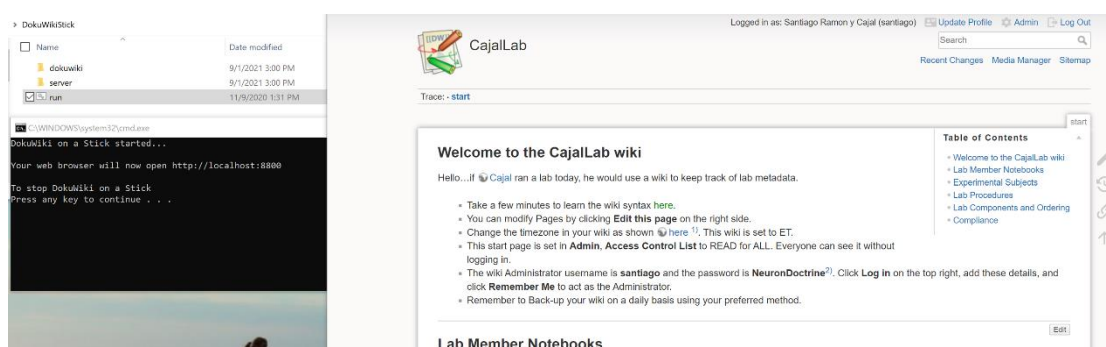 > DokuWikiStick
Name Date modified
dokuwiki 9/1/2021 3:00 PM
server 9/1/2021 3:00 PM
run 11/9/2020 1:31 PM
C:\WINDOWS\system32\cmd.exe
DokuWiki on a Stick started...
Your web browser will now open http://localhost:8800
To stop DokuWiki on a Stick
Press any key to continue . . .
Logged in as: Santiago Ramon y Cajal (santiago) Update Profile Admin Log Out
CajalLab
Search
Recent Changes Media Manager Sitemap
Trace: • start
start
Welcome to the CajalLab wiki
Hello...if Cajal ran a lab today, he would use a wiki to keep track of lab metadata.
Take a few minutes to learn the wiki syntax here.
You can modify Pages by clicking Edit this page on the right side.
Change the timezone in your wiki as shown here 1). This wiki is set to ET.
This start page is set in Admin, Access Control List to READ for ALL. Everyone can see it without
logging in.
The wiki Administrator username is santiago and the password is NeuronDoctrine2). Click Log in on the top right, add these details, and
click Remember Me to act as the Administrator.
Remember to Back-up your wiki on a daily basis using your preferred method.
Table of Contents
Welcome to the CajalLab wiki
Lab Member Notebooks
Experimental Subjects
Lab Procedures
Lab Components and Ordering
Compliance
Edit
Lab Member Notebooks